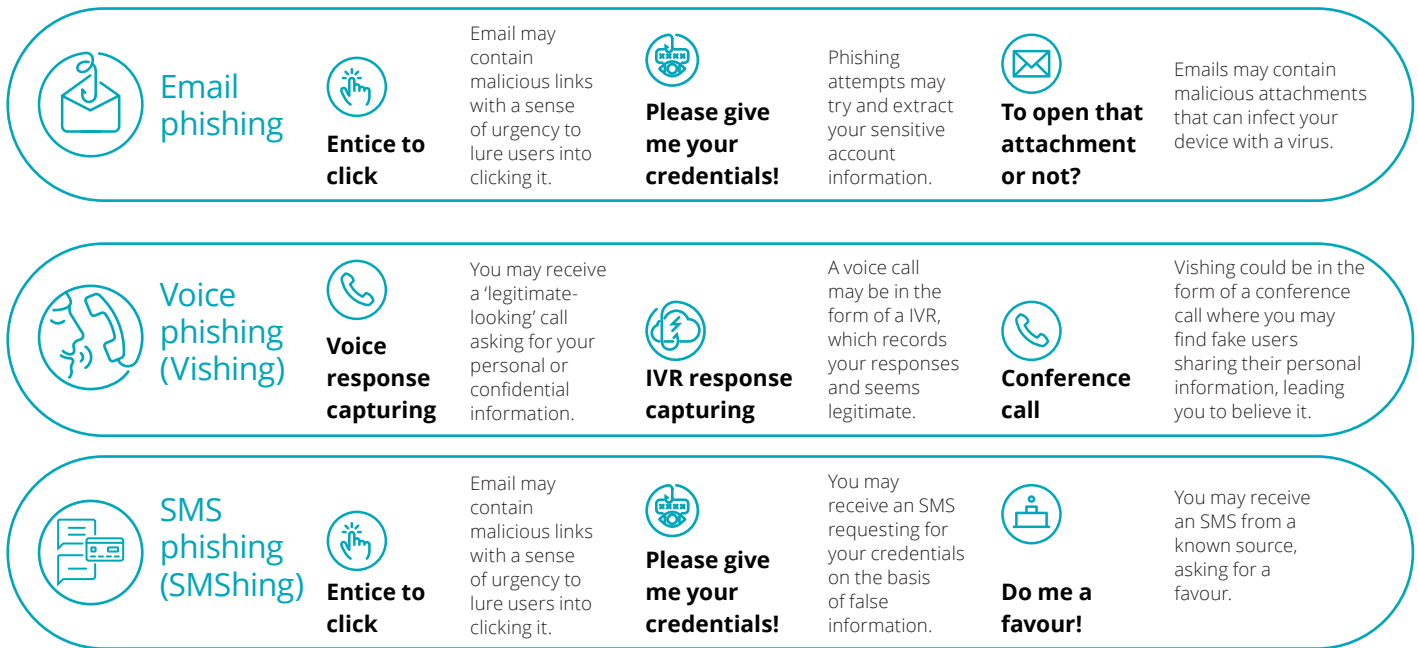 Email
phishing
Entice to
click
Email may
contain
malicious links
with a sense
of urgency to
lure users into
clicking it.
Please give
me your
credentials!
Phishing
attempts may
try and extract
your sensitive
account
information.
To open that
attachment
or not?
Emails may contain
malicious attachments
that can infect your
device with a virus.
Voice
phishing
(Vishing)
Voice
response
capturing
You may receive
a ‘legitimate-
looking’ call
asking for your
personal or
confidential
information.
IVR response
capturing
A voice call
may be in the
form of a IVR,
which records
your responses
and seems
legitimate.
Conference
call
Vishing could be in the
form of a conference
call where you may
find fake users
sharing their personal
information, leading
you to believe it.
SMS
phishing
(SMShing)
Entice to
click
Email may
contain
malicious links
with a sense
of urgency to
lure users into
clicking it.
Please give
me your
credentials!
You may
receive an SMS
requesting for
your credentials
on the basis
of false
information.
Do me a
favour!
You may receive
an SMS from a
known source,
asking for a
favour.